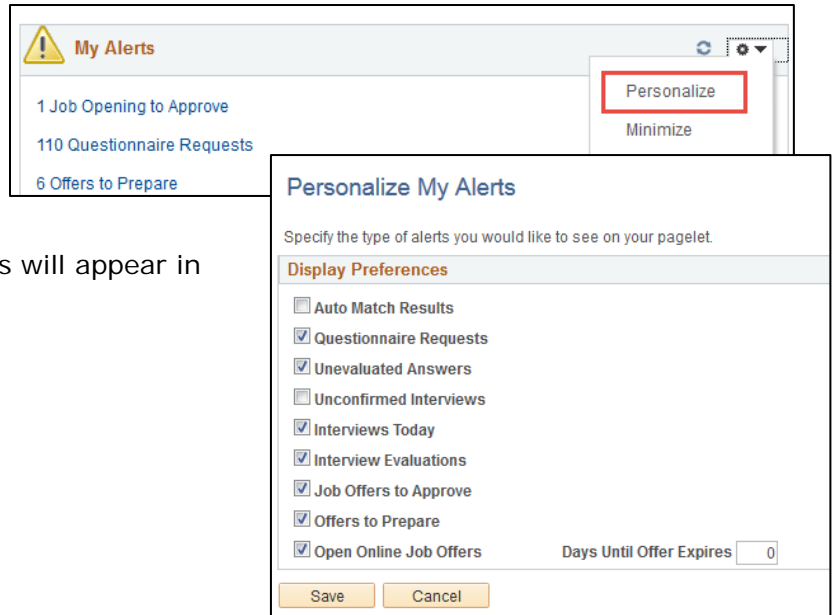 My Alerts
Personalize
1 Job Opening to Approve
Minimize
110 Questionnaire Requests
6 Offers to Prepare
Personalize My Alerts
Specify the type of alerts you would like to see on your pagelet.
s will appear in
Display Preferences
Auto Match Results
Questionnaire Requests
Unevaluated Answers
Unconfirmed Interviews
Interviews Today
Interview Evaluations
Job Offers to Approve
Offers to Prepare
Open Online Job Offers Days Until Offer Expires 0
Save Cancel